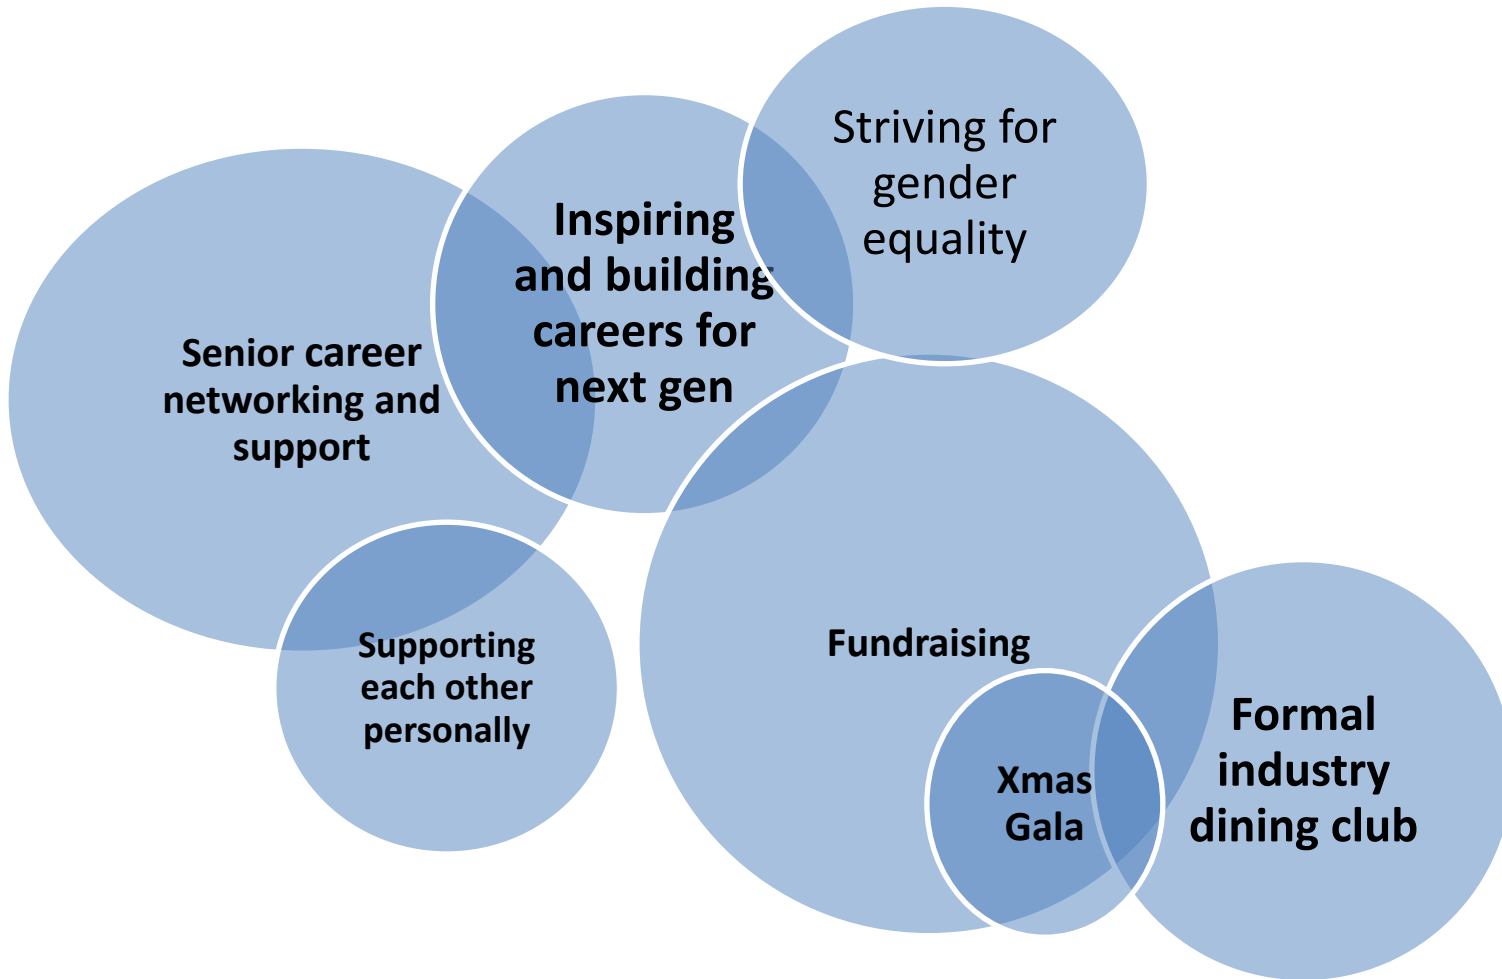 Striving for
gender
equality
Inspiring
and building
careers for
next gen
Senior career
networking and
support
Supporting
each other
personally
Fundraising
Xmas
Gala
Formal
industry
dining club